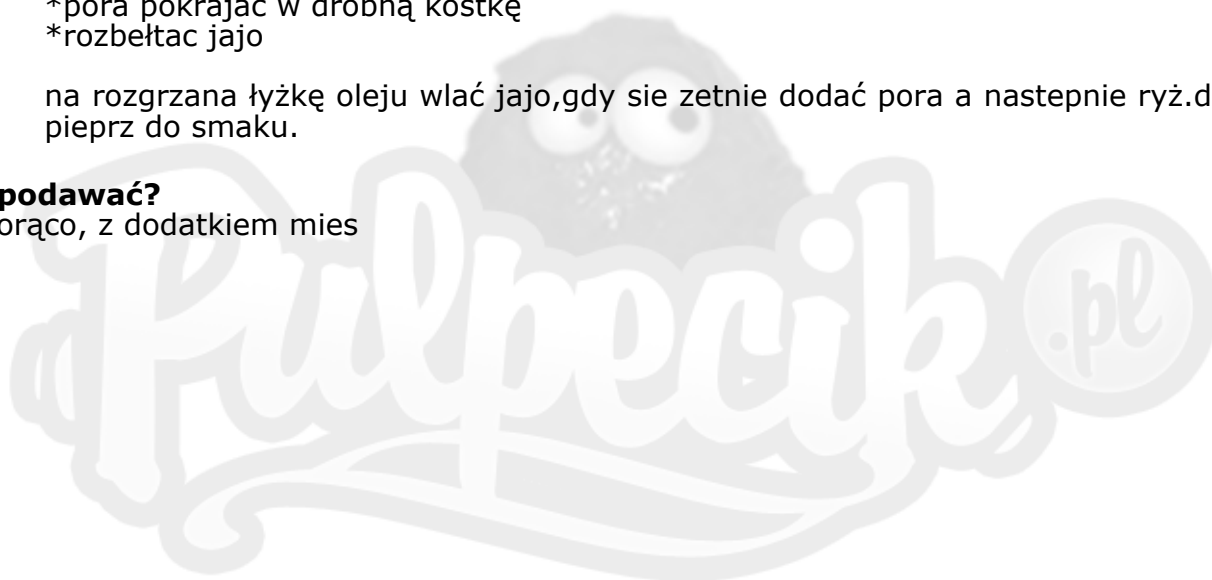 *pora pokrajać w drobną kostkę
*rozbełtac jajo
na rozgrzana łyżkę oleju wlać jajo,gdy sie zetnie dodać pora a nastepnie ryż.d
pieprz do smaku.
podawać?
orąco, z dodatkiem mies
Pulpecik.pl